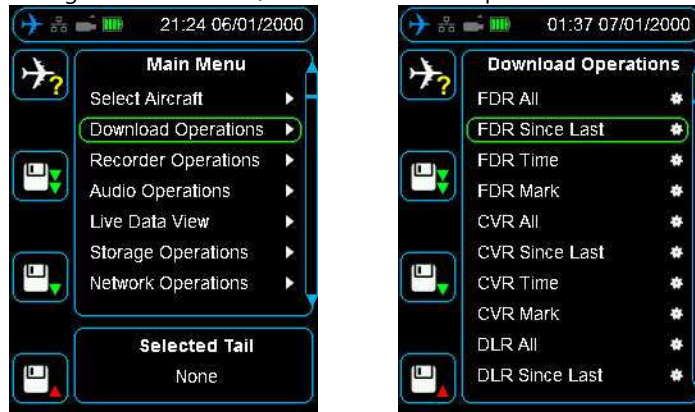 21:24 06/01/2000
Main Menu
?
Select Aircraft
Download Operations
Recorder Operations
Audio Operations
Live Data View
Storage Operations
Network Operations
Selected Tail
None
01:37 07/01/2000
Download Operations
?
FDR All
FDR Since Last
FDR Time
FDR Mark
CVR All
CVR Since Last
CVR Time
CVR Mark
DLR All
DLR Since Last